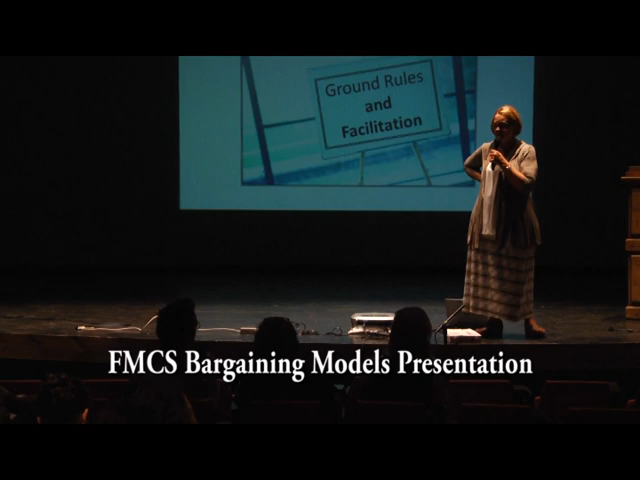 Ground Rules
and
Facilitation
FMCS Bargaining Models Presentation